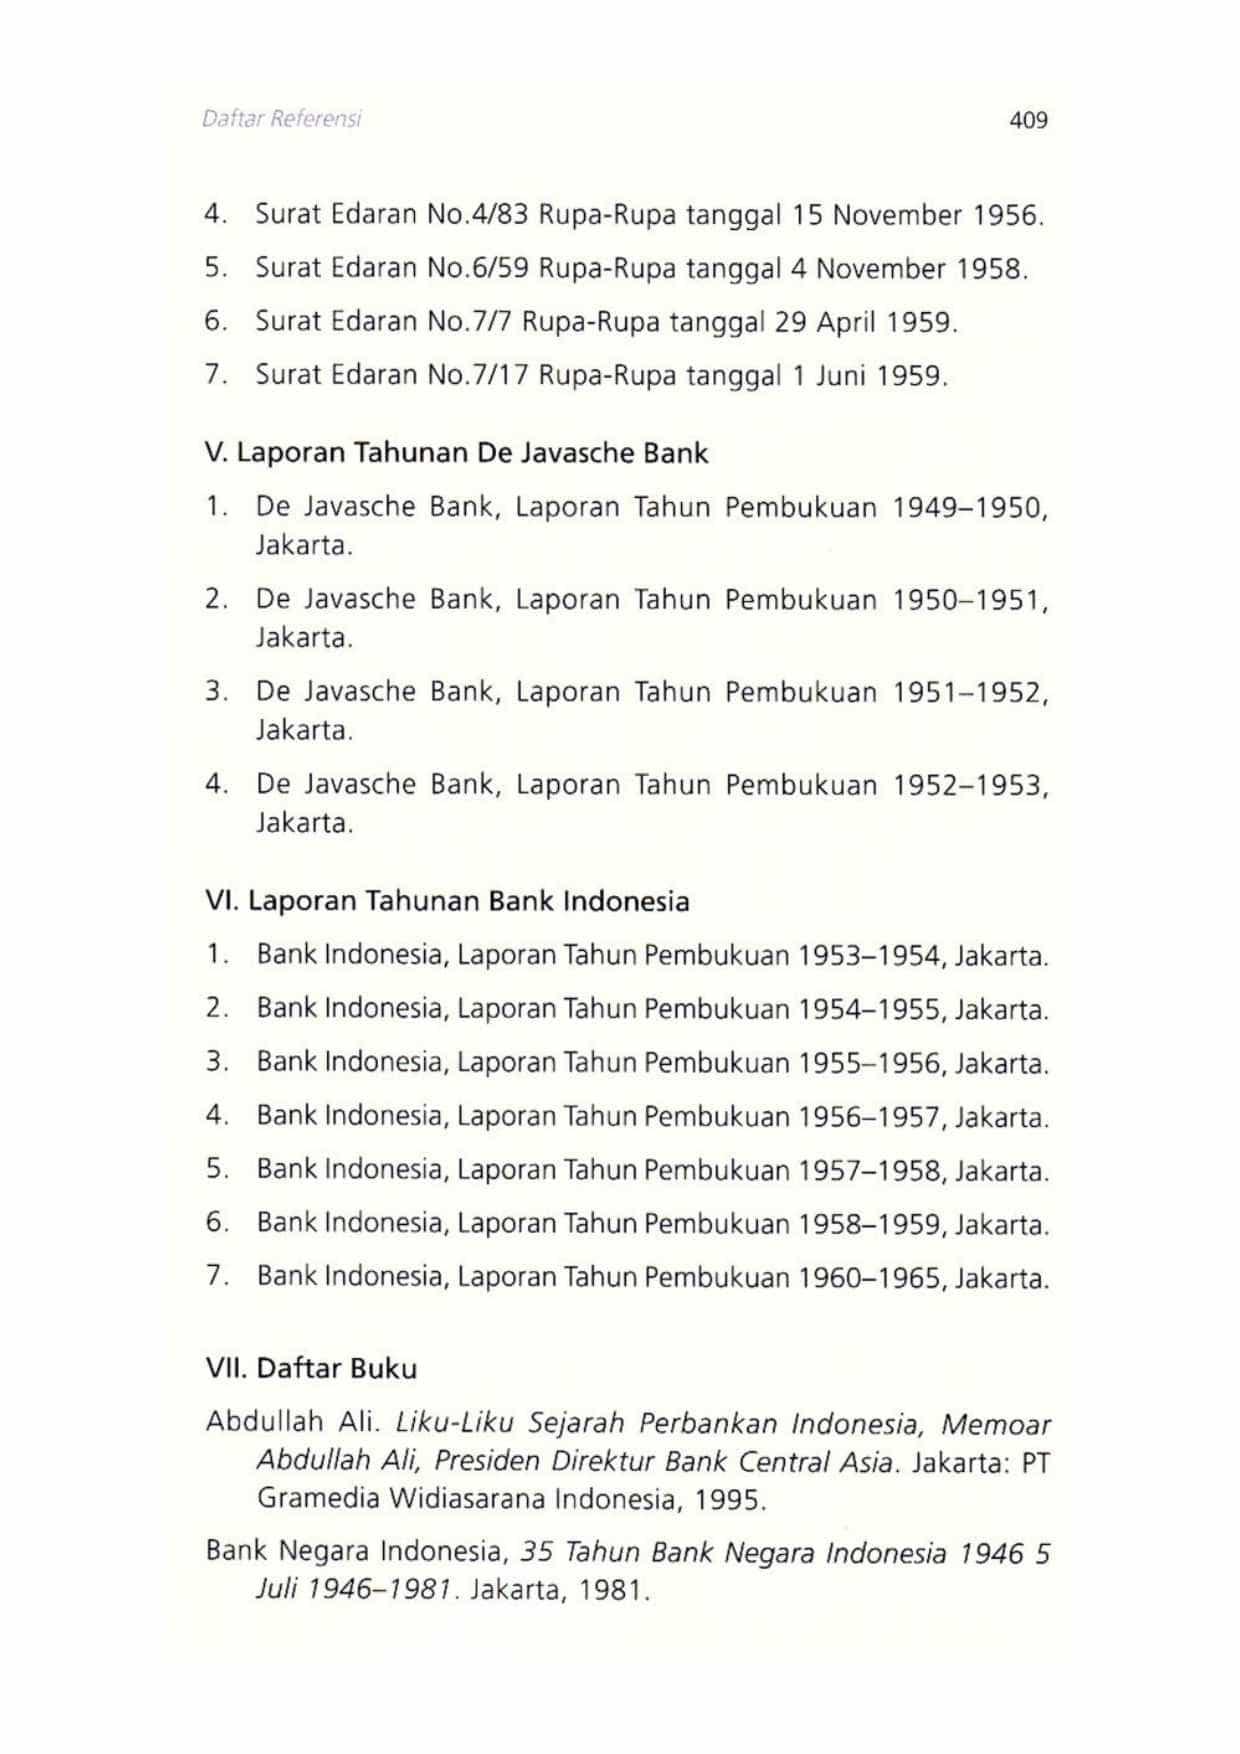 Daftar Referensi 409
4. Surat Edaran No.4/83 Rupa-Rupa tanggal 15 November 1956.
5. Surat Edaran No.6/59 Rupa-Rupa tanggal 4 November 1958.
6. Surat Edaran No.7/7 Rupa-Rupa tanggal 29 April 1959.
7. Surat Edaran No.7/17 Rupa-Rupa tanggal 1 Juni 1959.
V. Laporan Tahunan De Javasche Bank
1. De Javasche Bank, Laporan Tahun Pembukuan 1949–1950,
Jakarta.
2. De Javasche Bank, Laporan Tahun Pembukuan 1950–1951,
Jakarta.
3. De Javasche Bank, Laporan Tahun Pembukuan 1951–1952,
Jakarta.
4. De Javasche Bank, Laporan Tahun Pembukuan 1952–1953,
Jakarta.
VI. Laporan Tahunan Bank Indonesia
1. Bank Indonesia, Laporan Tahun Pembukuan 1953–1954, Jakarta.
2. Bank Indonesia, Laporan Tahun Pembukuan 1954–1955, Jakarta.
3. Bank Indonesia, Laporan Tahun Pembukuan 1955–1956, Jakarta.
4. Bank Indonesia, Laporan Tahun Pembukuan 1956–1957, Jakarta.
5. Bank Indonesia, Laporan Tahun Pembukuan 1957–1958, Jakarta.
6. Bank Indonesia, Laporan Tahun Pembukuan 1958–1959, Jakarta.
7. Bank Indonesia, Laporan Tahun Pembukuan 1960–1965, Jakarta.
VII. Daftar Buku
Abdullah Ali. Liku-Liku Sejarah Perbankan Indonesia, Memoar
Abdullah Ali, Presiden Direktur Bank Central Asia. Jakarta: PT
Gramedia Widiasarana Indonesia, 1995.
Bank Negara Indonesia, 35 Tahun Bank Negara Indonesia 1946 5
Juli 1946–1981. Jakarta, 1981.